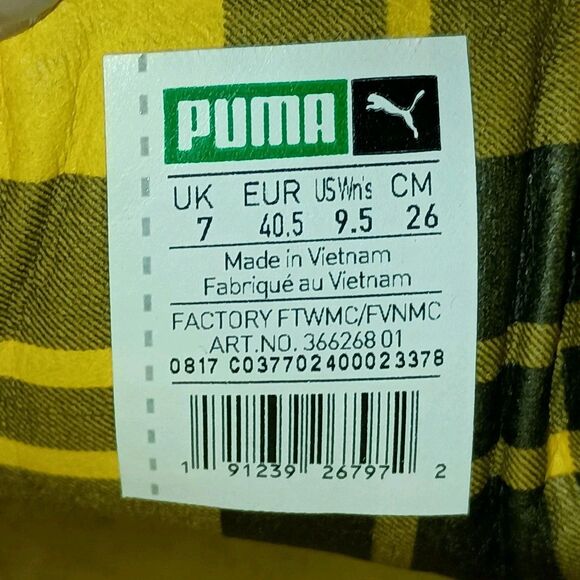 PUMA
UK EUR US Wn's CM
7 40.5 9.5 26
Made in Vietnam
Fabriqué au Vietnam
FACTORY FTWMC/FVNMC
ART.NO. 366268 01
0817 C037702400023378
1 91239 26797 2